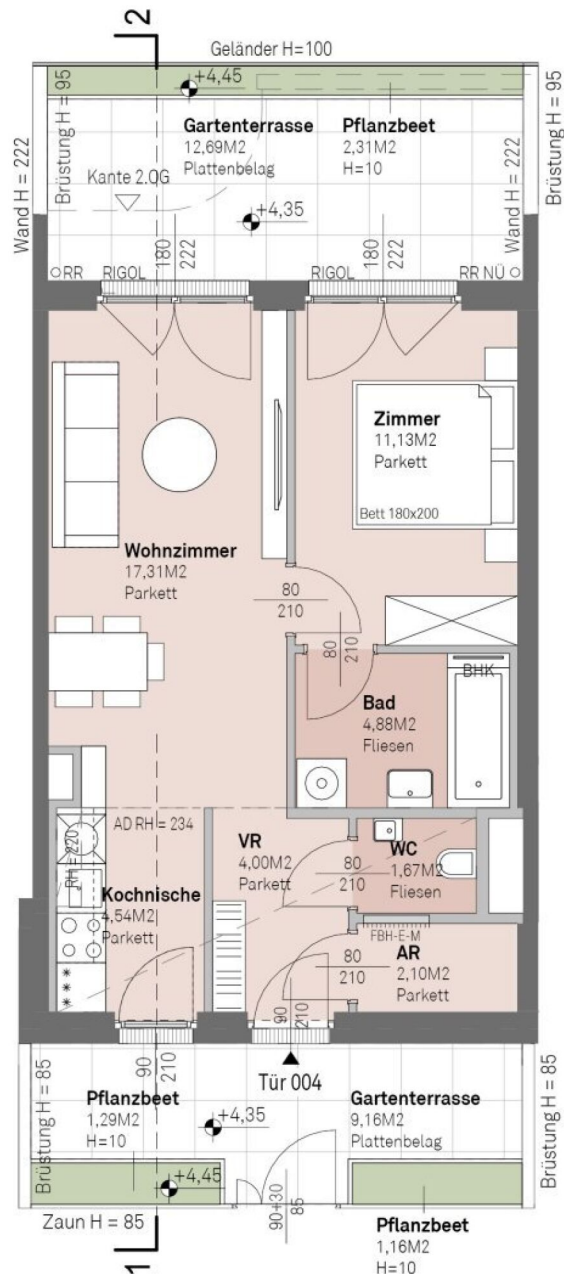 2
Geländer H=100
+4,45
Brüstung H = 95
Brüstung H = 95
Gartenterrasse
12,69M2
Plattenbelag
Pflanzbeet
2,31M2
H=10
Wand H = 222
Wand H = 222
Kante 2.OG
+4,35
180
222
180
222
RR
RIGOL
RIGOL
RR NÜ
Zimmer
11,13M2
Parkett
Bett 180x200
Wohnzimmer
17,31M2
Parkett
80
210
80
210
BHK
Bad
4,88M2
Fliesen
AD RH = 234
RH = 220
VR
4,00M2
Parkett
80
210
WC
1,67M2
Fliesen
Kochnische
4,54M2
Parkett
FBH-E-M
AR
2,10M2
Parkett
80
210
90
210
90
210
Tür 004
Brüstung H = 85
Brüstung H = 85
Pflanzbeet
1,29M2
H=10
+4,35
Gartenterrasse
9,16M2
Plattenbelag
+4,45
Zaun H = 85
90+30
85
Pflanzbeet
1,16M2
H=10
1